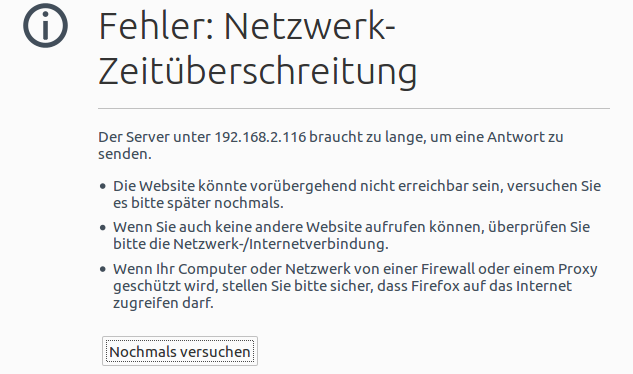 Fehler: Netzwerk-
Zeitüberschreitung
Der Server unter 192.168.2.116 braucht zu lange, um eine Antwort zu
senden.
• Die Website könnte vorübergehend nicht erreichbar sein, versuchen Sie
es bitte später nochmals.
• Wenn Sie auch keine andere Website aufrufen können, überprüfen Sie
bitte die Netzwerk-/Internetverbindung.
• Wenn Ihr Computer oder Netzwerk von einer Firewall oder einem Proxy
geschützt wird, stellen Sie bitte sicher, dass Firefox auf das Internet
zugreifen darf.
Nochmals versuchen